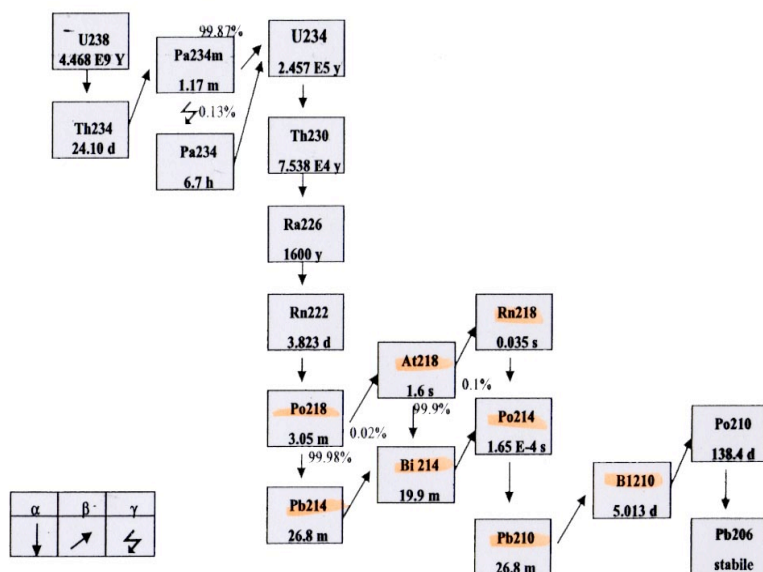 U238
4.468 E9 Y
Th234
24.10 d
99.87%
Pa234m
1.17 m
0.13%
Pa234
6.7 h
U234
2.457 E5 y
Th230
7.538 E4 y
Ra226
1600 y
Rn222
3.823 d
Po218
3.05 m
0.02%
99.98%
Pb214
26.8 m
At218
1.6 s
0.1%
99.9%
Bi 214
19.9 m
Rn218
0.035 s
Po214
1.65 E-4 s
Pb210
26.8 m
B1210
5.013 d
Po210
138.4 d
Pb206
stabile
α β- γ